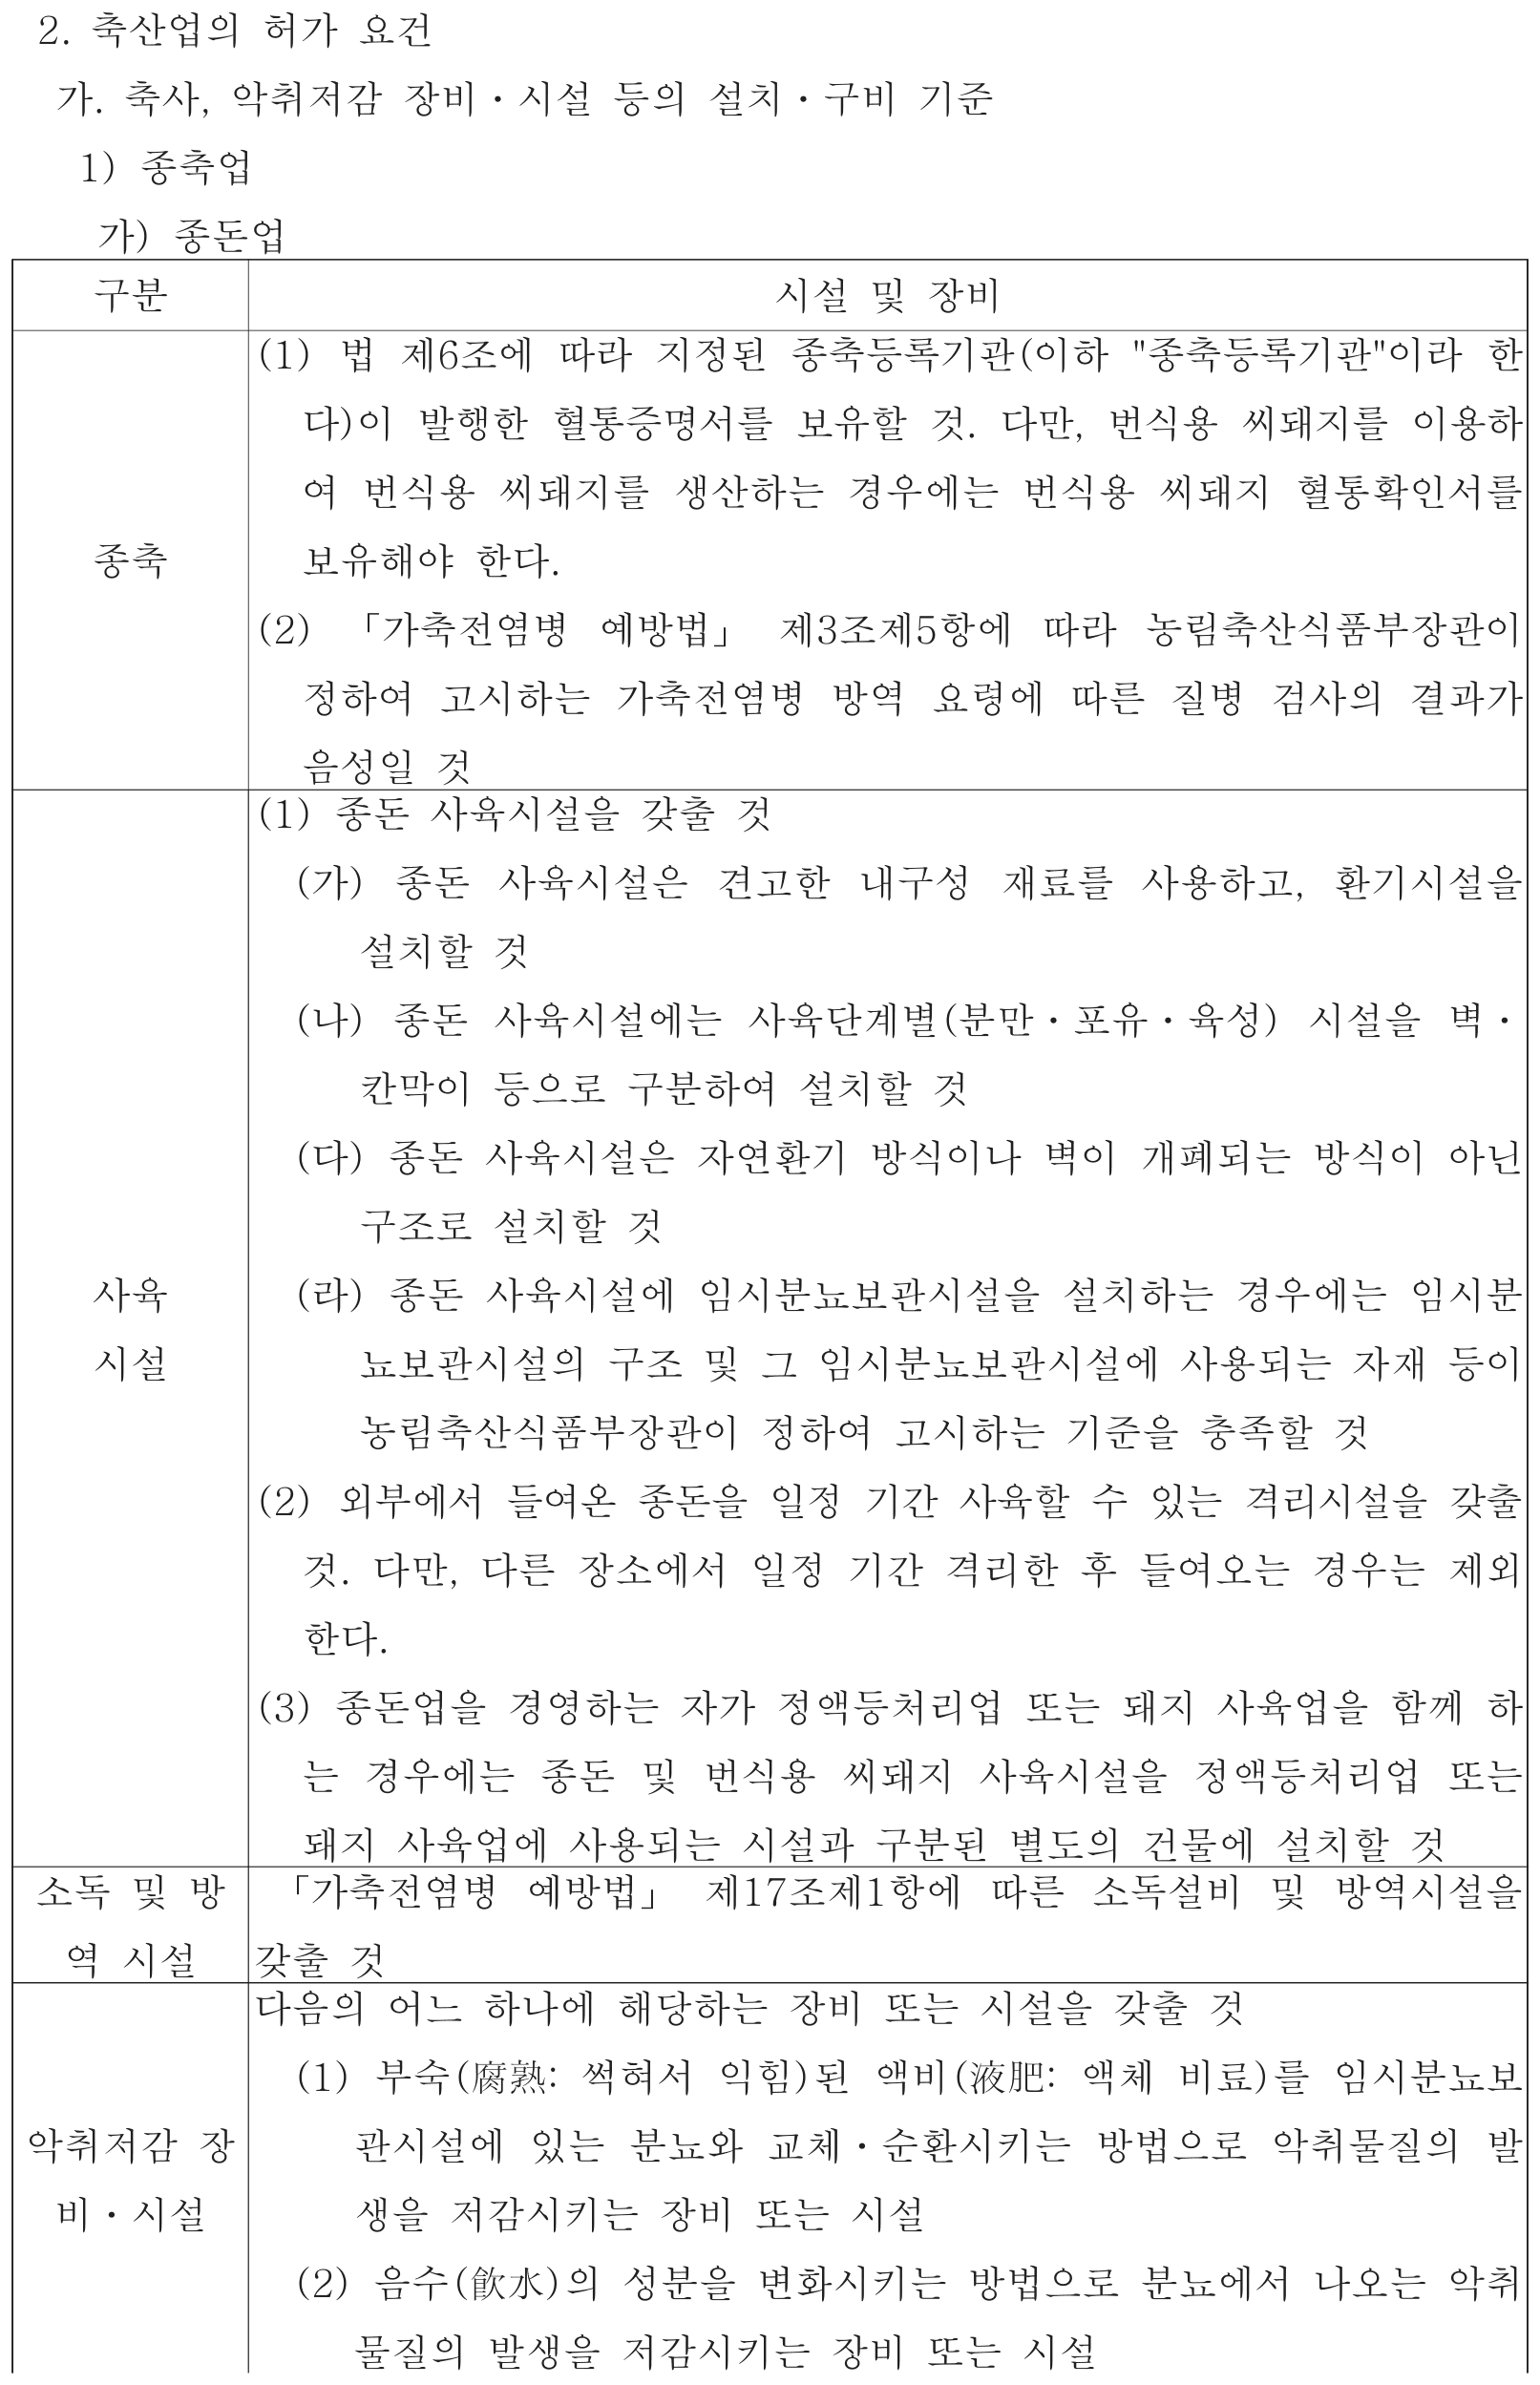 2. 축산업의 허가 요건
가. 축사, 악취저감 장비·시설 등의 설치·구비 기준
1) 종축업
가) 종돈업
구분
시설 및 장비
종축
(1) 법 제6조에 따라 지정된 종축등록기관(이하 "종축등록기관"이라 한
다)이 발행한 혈통증명서를 보유할 것. 다만, 번식용 씨돼지를 이용하
여 번식용 씨돼지를 생산하는 경우에는 번식용 씨돼지 혈통확인서를
보유해야 한다.
(2) 「가축전염병 예방법」 제3조제5항에 따라 농림축산식품부장관이
정하여 고시하는 가축전염병 방역 요령에 따른 질병 검사의 결과가
음성일 것
사육
시설
(1) 종돈 사육시설을 갖출 것
(가) 종돈 사육시설은 견고한 내구성 재료를 사용하고, 환기시설을
설치할 것
(나) 종돈 사육시설에는 사육단계별(분만·포유·육성) 시설을 벽·
칸막이 등으로 구분하여 설치할 것
(다) 종돈 사육시설은 자연환기 방식이나 벽이 개폐되는 방식이 아닌
구조로 설치할 것
(라) 종돈 사육시설에 임시분뇨보관시설을 설치하는 경우에는 임시분
뇨보관시설의 구조 및 그 임시분뇨보관시설에 사용되는 자재 등이
농림축산식품부장관이 정하여 고시하는 기준을 충족할 것
(2) 외부에서 들여온 종돈을 일정 기간 사육할 수 있는 격리시설을 갖출
것. 다만, 다른 장소에서 일정 기간 격리한 후 들여오는 경우는 제외
한다.
(3) 종돈업을 경영하는 자가 정액등처리업 또는 돼지 사육업을 함께 하
는 경우에는 종돈 및 번식용 씨돼지 사육시설을 정액등처리업 또는
돼지 사육업에 사용되는 시설과 구분된 별도의 건물에 설치할 것
소독 및 방
역 시설
「가축전염병 예방법」 제17조제1항에 따른 소독설비 및 방역시설을
갖출 것
악취저감 장
비·시설
다음의 어느 하나에 해당하는 장비 또는 시설을 갖출 것
(1) 부숙(腐熟: 썩혀서 익힘)된 액비(液肥: 액체 비료)를 임시분뇨보
관시설에 있는 분뇨와 교체·순환시키는 방법으로 악취물질의 발
생을 저감시키는 장비 또는 시설
(2) 음수(飮水)의 성분을 변화시키는 방법으로 분뇨에서 나오는 악취
물질의 발생을 저감시키는 장비 또는 시설